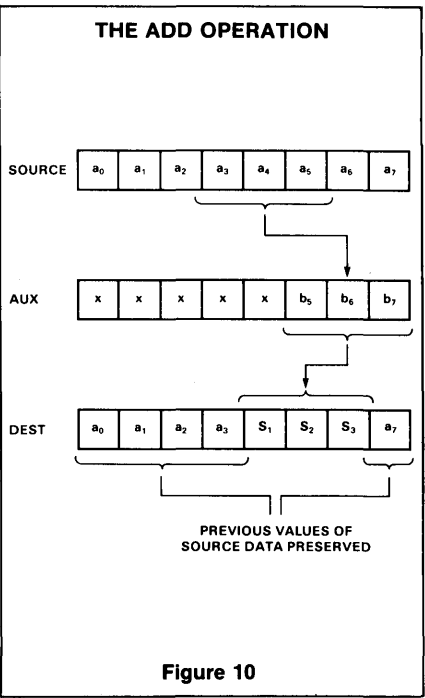 THE ADD OPERATION
SOURCE a₀ a₁ a₂ a₃ a₄ a₅ a₆ a₇
AUX x x x x x b₅ b₆ b₇
DEST a₀ a₁ a₂ a₃ S₁ S₂ S₃ a₇
PREVIOUS VALUES OF
SOURCE DATA PRESERVED
Figure 10